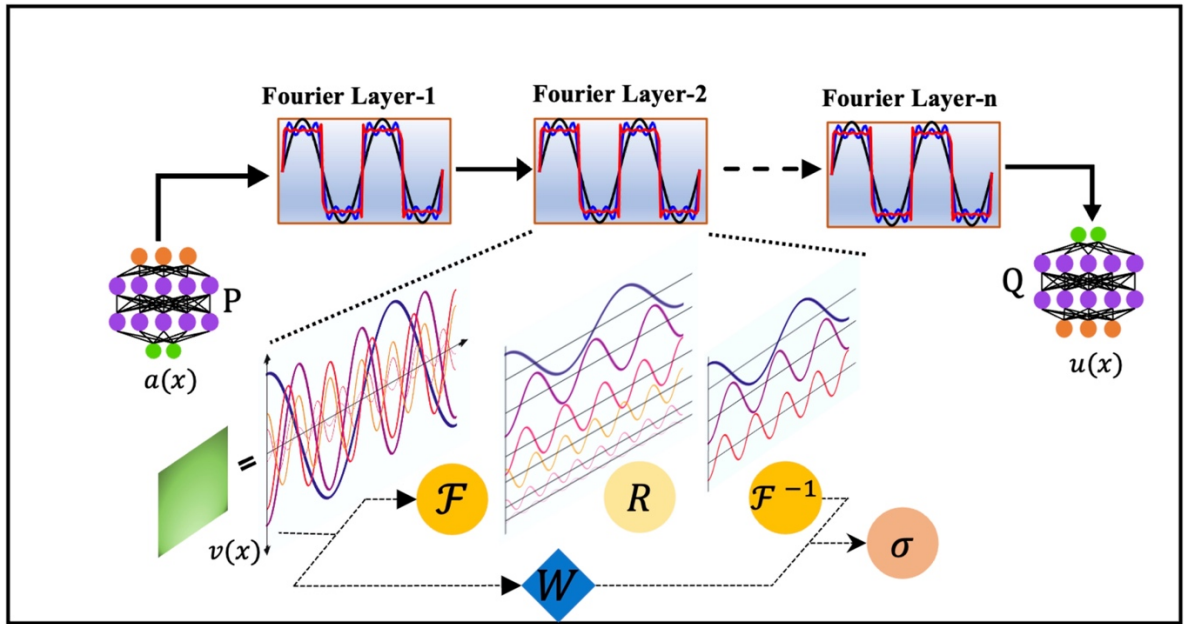 Fourier Layer-1
Fourier Layer-2
Fourier Layer-n
P
a(x)
Q
u(x)
=
v(x)
ℱ
R
ℱ⁻¹
σ
W